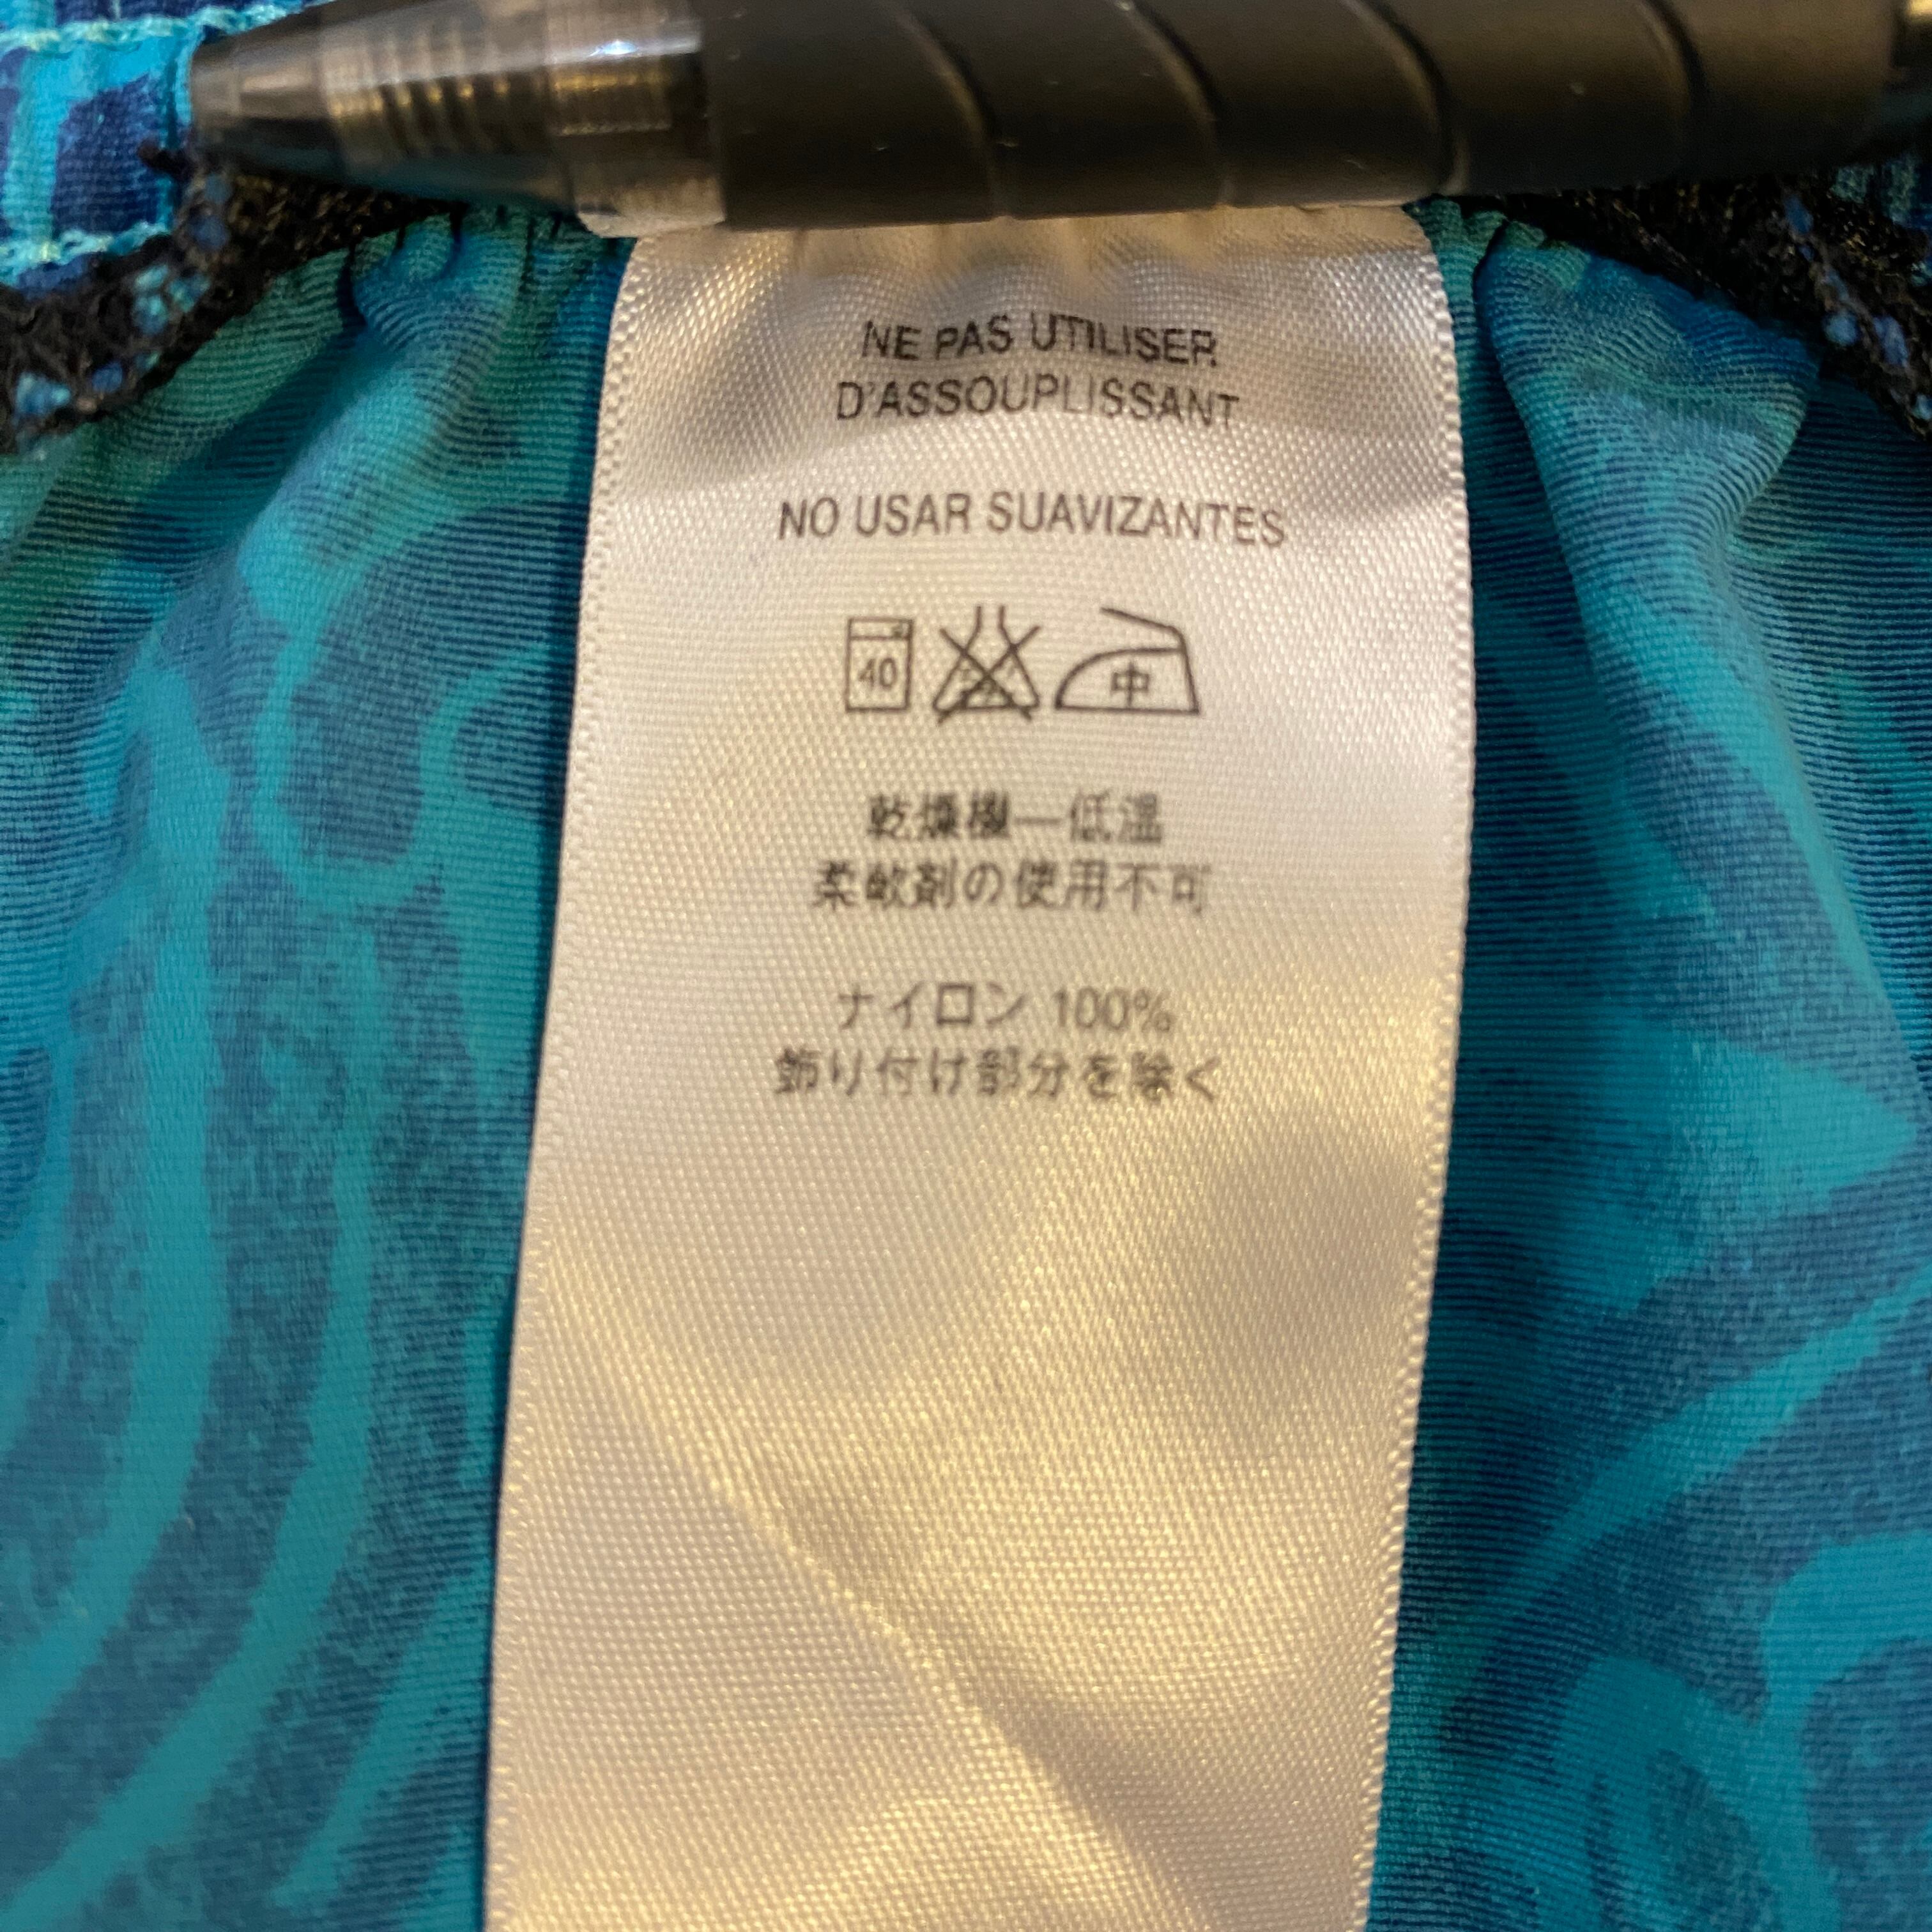 NE PAS UTILISER
D'ASSOUPLISSANT
NO USAR SUAVIZANTES
40 中
乾燥機—低温
柔軟剤の使用不可
ナイロン 100%
飾り付け部分を除く